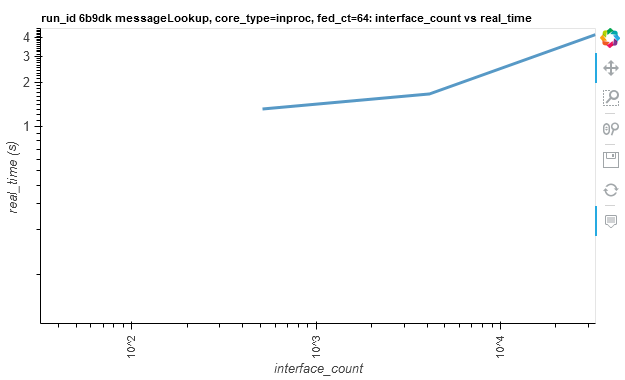 run_id 6b9dk messageLookup, core_type=inproc, fed_ct=64: interface_count vs real_time
4
3
2
1
real_time (s)
10^2
10^3
10^4
interface_count